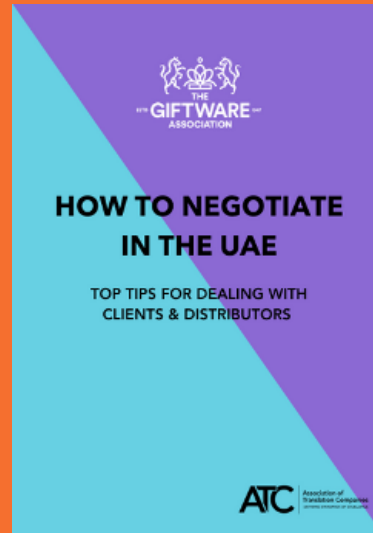 THE
GIFTWARE
ASSOCIATION
HOW TO NEGOTIATE
IN THE UAE
TOP TIPS FOR DEALING WITH
CLIENTS & DISTRIBUTORS
ATC
Association of
Translation Companies